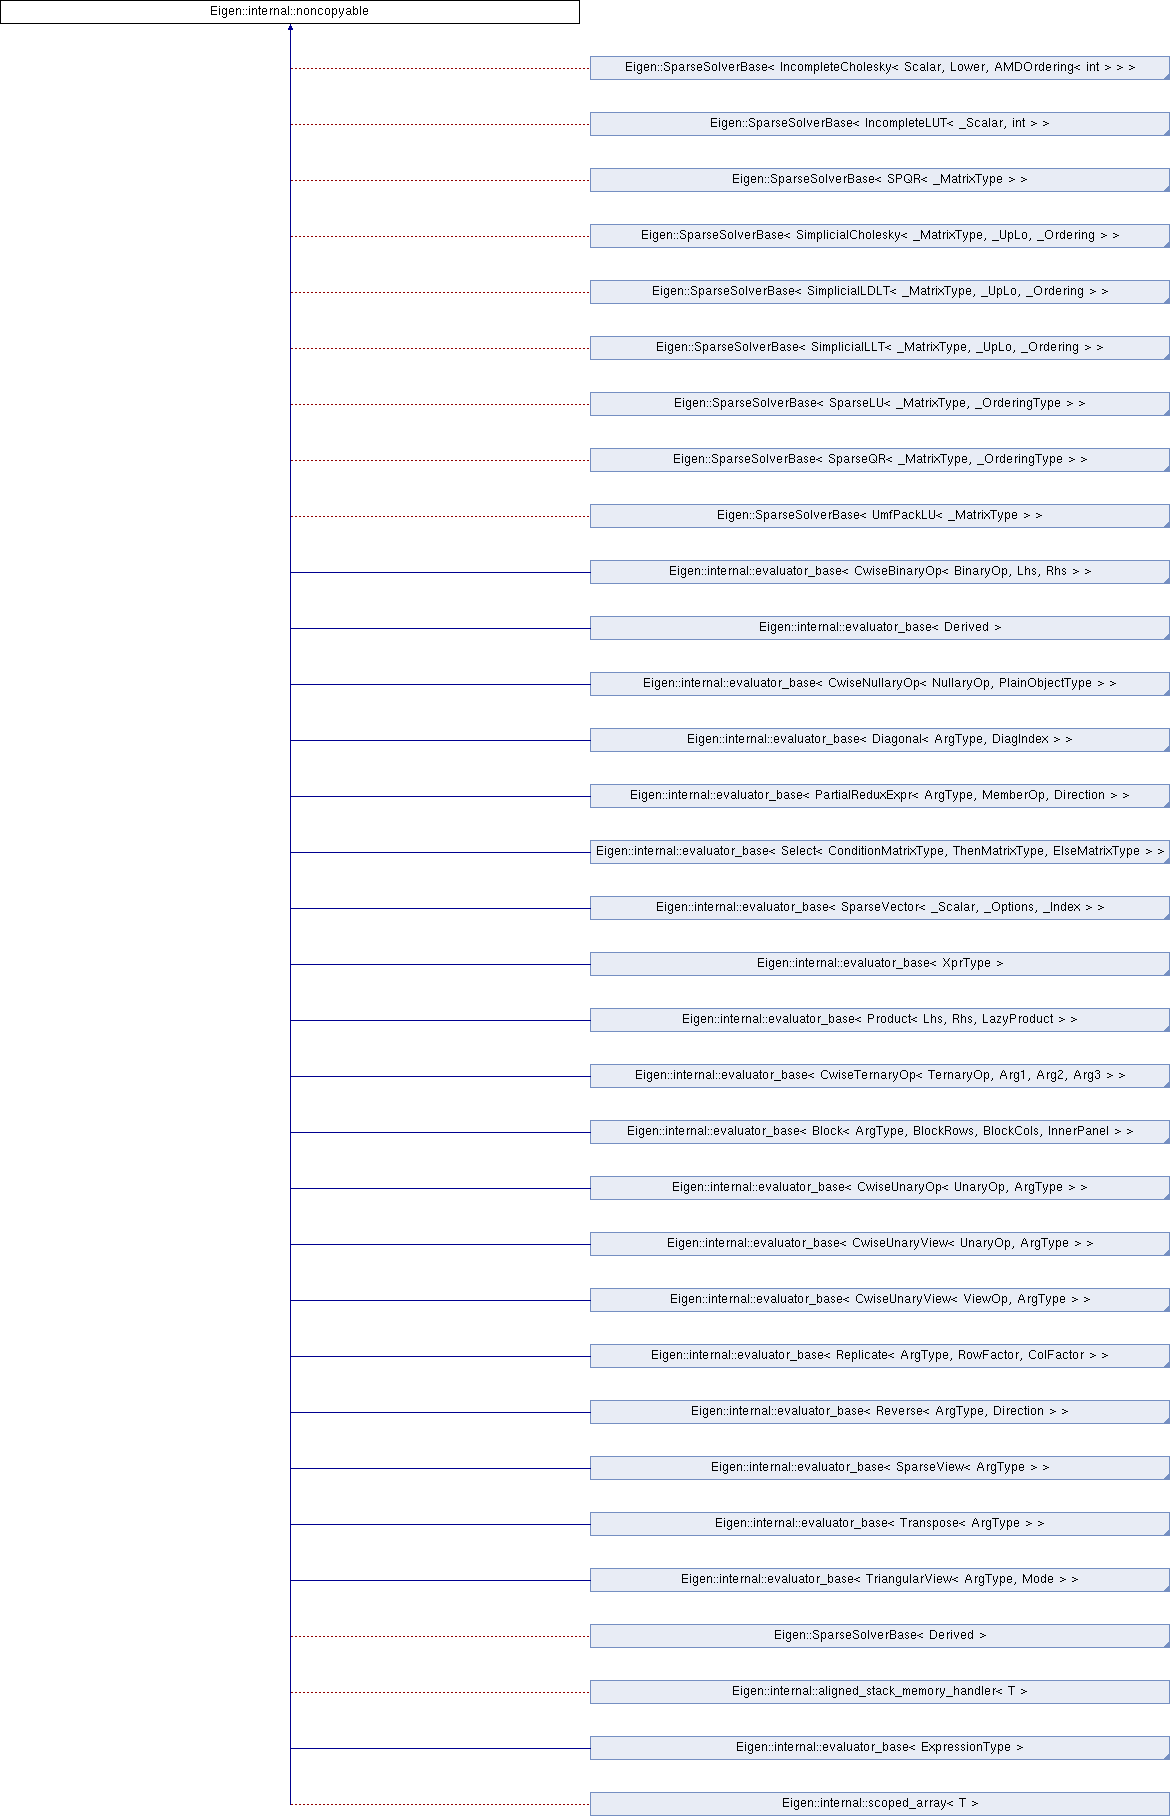 Eigen::internal::noncopyable
Eigen::SparseSolverBase< IncompleteCholesky< Scalar, Lower, AMDOrdering< int > > >
Eigen::SparseSolverBase< IncompleteLUT< _Scalar, int > >
Eigen::SparseSolverBase< SPQR< _MatrixType > >
Eigen::SparseSolverBase< SimplicialCholesky< _MatrixType, _UpLo, _Ordering > >
Eigen::SparseSolverBase< SimplicialLDLT< _MatrixType, _UpLo, _Ordering > >
Eigen::SparseSolverBase< SimplicialLLT< _MatrixType, _UpLo, _Ordering > >
Eigen::SparseSolverBase< SparseLU< _MatrixType, _OrderingType > >
Eigen::SparseSolverBase< SparseQR< _MatrixType, _OrderingType > >
Eigen::SparseSolverBase< UmfPackLU< _MatrixType > >
Eigen::internal::evaluator_base< CwiseBinaryOp< BinaryOp, Lhs, Rhs > >
Eigen::internal::evaluator_base< Derived >
Eigen::internal::evaluator_base< CwiseNullaryOp< NullaryOp, PlainObjectType > >
Eigen::internal::evaluator_base< Diagonal< ArgType, DiagIndex > >
Eigen::internal::evaluator_base< PartialReduxExpr< ArgType, MemberOp, Direction > >
Eigen::internal::evaluator_base< Select< ConditionMatrixType, ThenMatrixType, ElseMatrixType > >
Eigen::internal::evaluator_base< SparseVector< _Scalar, _Options, _Index > >
Eigen::internal::evaluator_base< XprType >
Eigen::internal::evaluator_base< Product< Lhs, Rhs, LazyProduct > >
Eigen::internal::evaluator_base< CwiseTernaryOp< TernaryOp, Arg1, Arg2, Arg3 > >
Eigen::internal::evaluator_base< Block< ArgType, BlockRows, BlockCols, InnerPanel > >
Eigen::internal::evaluator_base< CwiseUnaryOp< UnaryOp, ArgType > >
Eigen::internal::evaluator_base< CwiseUnaryView< UnaryOp, ArgType > >
Eigen::internal::evaluator_base< CwiseUnaryView< ViewOp, ArgType > >
Eigen::internal::evaluator_base< Replicate< ArgType, RowFactor, ColFactor > >
Eigen::internal::evaluator_base< Reverse< ArgType, Direction > >
Eigen::internal::evaluator_base< SparseView< ArgType > >
Eigen::internal::evaluator_base< Transpose< ArgType > >
Eigen::internal::evaluator_base< TriangularView< ArgType, Mode > >
Eigen::SparseSolverBase< Derived >
Eigen::internal::aligned_stack_memory_handler< T >
Eigen::internal::evaluator_base< ExpressionType >
Eigen::internal::scoped_array< T >